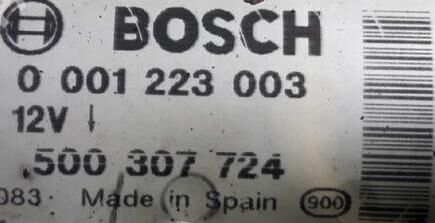 BOSCH
0 001 223 003
12V ↓
500 307 724
083. Made in Spain 900